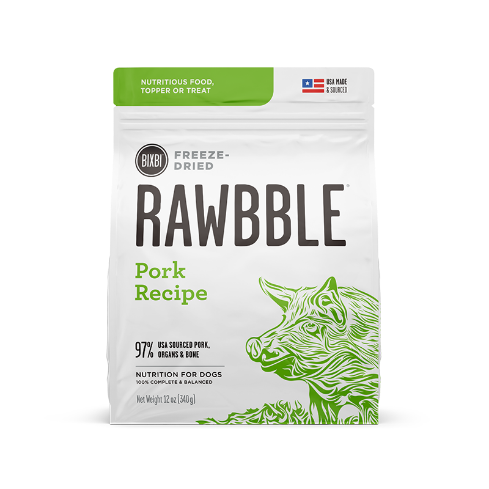 NUTRITIOUS FOOD,
TOPPER OR TREAT
USA MADE
& SOURCED
BIXBI
FREEZE-
DRIED
RAWBBLE
Pork
Recipe
97% USA SOURCED PORK,
ORGANS & BONE
NUTRITION FOR DOGS
100% COMPLETE & BALANCED
Net Weight 12 oz (340g)